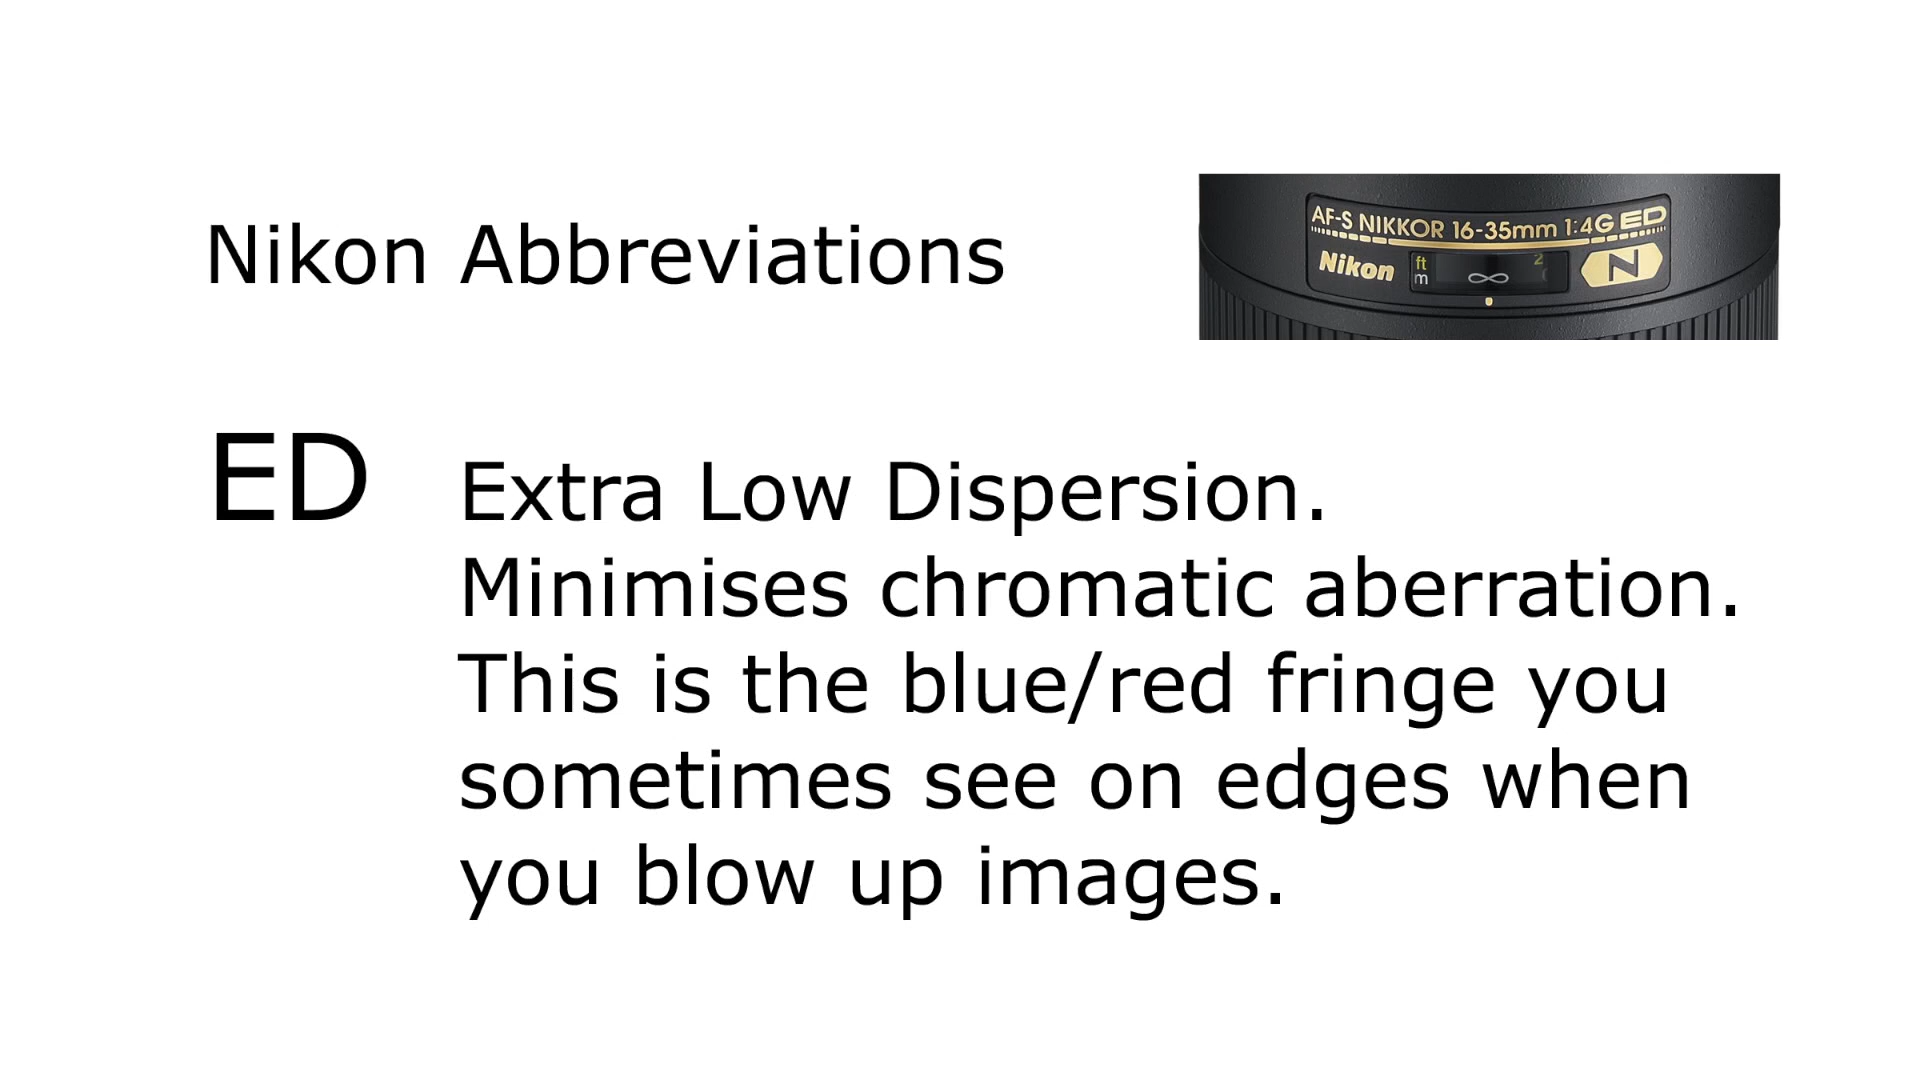 Nikon Abbreviations
AF-S NIKKOR 16-35mm 1:4G ED
Nikon ft 2 N
m ∞
ED Extra Low Dispersion.
Minimises chromatic aberration.
This is the blue/red fringe you
sometimes see on edges when
you blow up images.